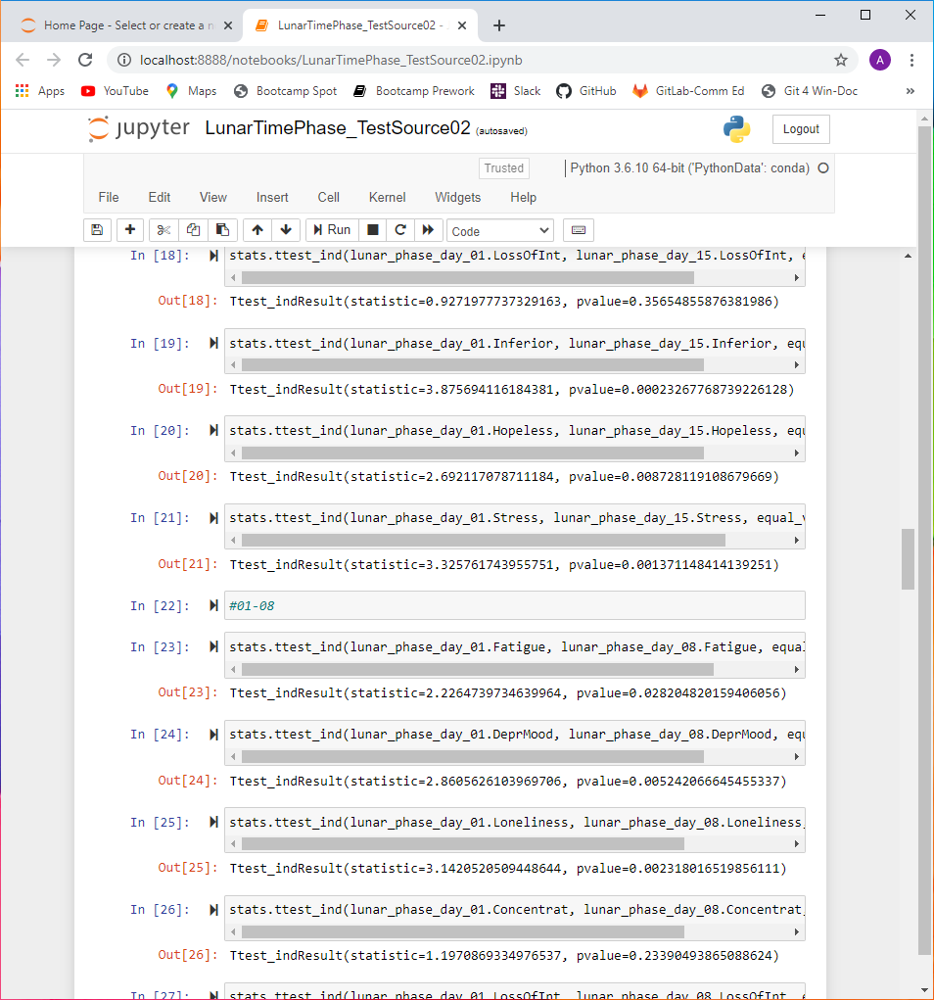 Home Page - Select or create a n
LunarTimePhase_TestSource02 -
localhost:8888/notebooks/LunarTimePhase_TestSource02.ipynb
A
Apps
YouTube
Maps
Bootcamp Spot
Bootcamp Prework
Slack
GitHub
GitLab-Comm Ed
Git 4 Win-Doc
»
jupyter LunarTimePhase_TestSource02 (autosaved)
Logout
Trusted
Python 3.6.10 64-bit ('PythonData': conda)
File Edit View Insert Cell Kernel Widgets Help
Run
Code
In [18]: stats.ttest_ind(lunar_phase_day_01.LossOfInt, lunar_phase_day_15.LossOfInt, e
Out[18]: Ttest_indResult(statistic=0.9271977737329163, pvalue=0.35654855876381986)
In [19]: stats.ttest_ind(lunar_phase_day_01.Inferior, lunar_phase_day_15.Inferior, equ
Out[19]: Ttest_indResult(statistic=3.875694116184381, pvalue=0.00023267768739226128)
In [20]: stats.ttest_ind(lunar_phase_day_01.Hopeless, lunar_phase_day_15.Hopeless, equ
Out[20]: Ttest_indResult(statistic=2.692117078711184, pvalue=0.008728119108679669)
In [21]: stats.ttest_ind(lunar_phase_day_01.Stress, lunar_phase_day_15.Stress, equal_v
Out[21]: Ttest_indResult(statistic=3.325761743955751, pvalue=0.001371148414139251)
In [22]: #01-08
In [23]: stats.ttest_ind(lunar_phase_day_01.Fatigue, lunar_phase_day_08.Fatigue, equal
Out[23]: Ttest_indResult(statistic=2.2264739734639964, pvalue=0.028204820159406056)
In [24]: stats.ttest_ind(lunar_phase_day_01.DeprMood, lunar_phase_day_08.DeprMood, equ
Out[24]: Ttest_indResult(statistic=2.8605626103969706, pvalue=0.005242066645455337)
In [25]: stats.ttest_ind(lunar_phase_day_01.Loneliness, lunar_phase_day_08.Loneliness,
Out[25]: Ttest_indResult(statistic=3.1420520509448644, pvalue=0.002318016519856111)
In [26]: stats.ttest_ind(lunar_phase_day_01.Concentrat, lunar_phase_day_08.Concentrat,
Out[26]: Ttest_indResult(statistic=1.1970869334976537, pvalue=0.23390493865088624)
In [27]: stats.ttest_ind(lunar_phase_day_01.LossOfInt, lunar_phase_day_08.LossOfInt, e